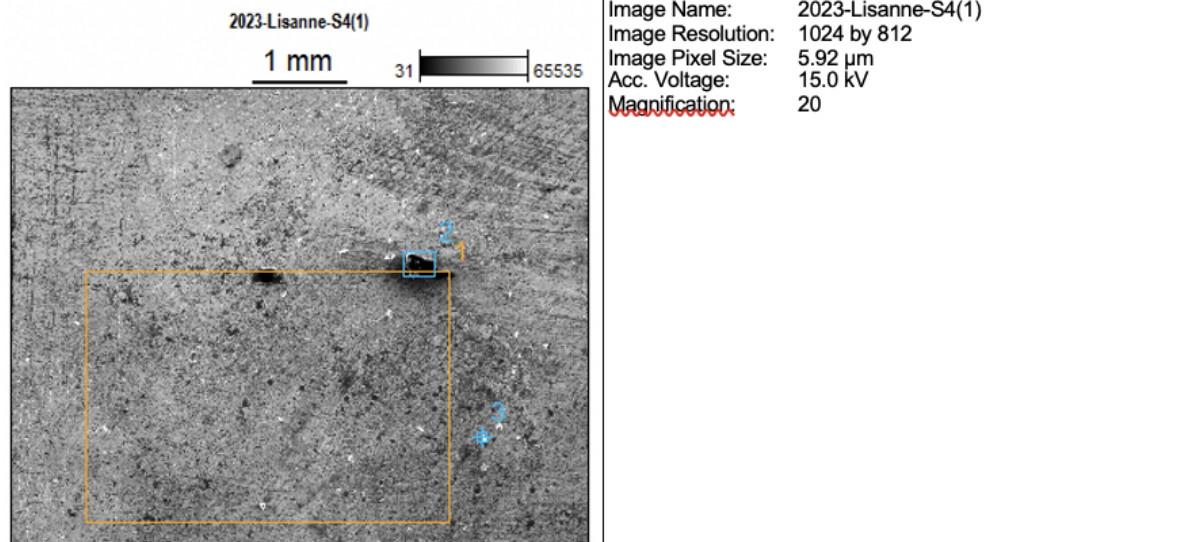 2023-Lisanne-S4(1)
1 mm
31 65535
2
1
3
Image Name: 2023-Lisanne-S4(1)
Image Resolution: 1024 by 812
Image Pixel Size: 5.92 µm
Acc. Voltage: 15.0 kV
Magnification: 20